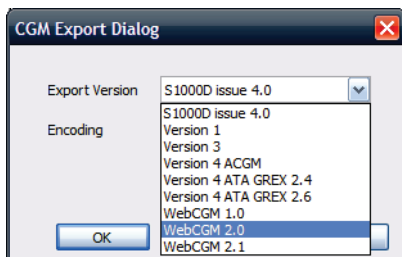 CGM Export Dialog
Export Version S1000D issue 4.0
S1000D issue 4.0
Encoding
Version 1
Version 3
Version 4 ACGM
Version 4 ATA GREX 2.4
Version 4 ATA GREX 2.6
WebCGM 1.0
WebCGM 2.0
OK
WebCGM 2.1